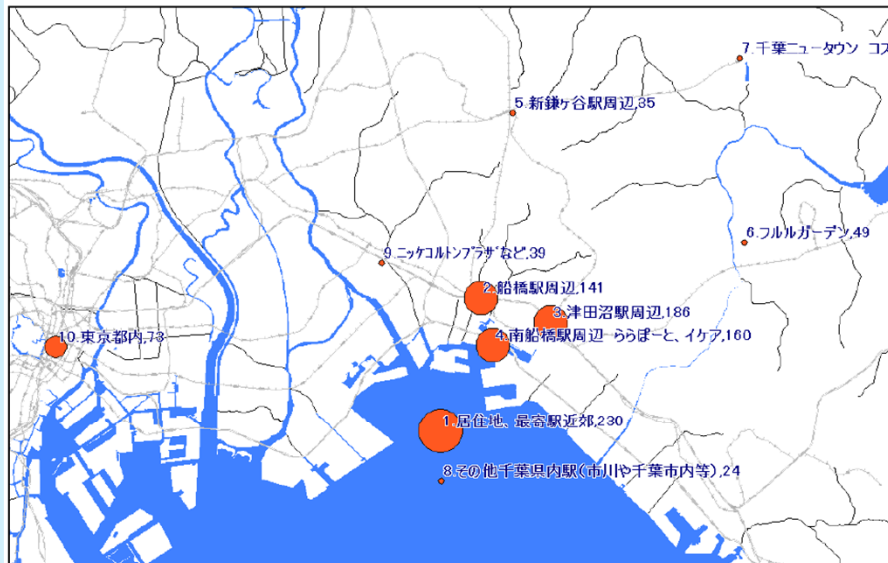 7.千葉ニュータウン コス
5.新鎌ヶ谷駅周辺,35
6.フルルガーデン,49
9.ニッケコルトンプラザなど,39
2.船橋駅周辺,141
3.津田沼駅周辺,186
4.南船橋駅周辺 ららぽーと、イケア,160
10.東京都内,73
1.居住地、最寄駅近郊,230
8.その他千葉県内駅(市川や千葉市内等),24